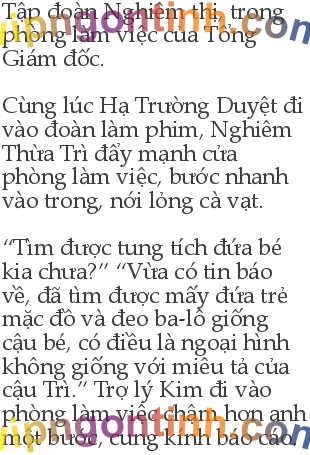 Tập đoàn Nghiêm thị, trong
phòng làm việc của Tổng
Giám đốc.
Cùng lúc Hạ Trường Duyệt đi
vào đoàn làm phim, Nghiêm
Thừa Trì đẩy mạnh cửa
phòng làm việc, bước nhanh
vào trong, nới lỏng cà vạt.
“Tìm được tung tích đứa bé
kia chưa?” “Vừa có tin báo
về, đã tìm được mấy đứa trẻ
mặc đồ và đeo ba-lô giống
cậu bé, có điều là ngoại hình
không giống với miêu tả của
cậu Trì.” Trợ lý Kim đi vào
phòng làm việc chậm hơn anh
một bước, cung kính báo cáo
vipngontinh.com
vipngontinh.com